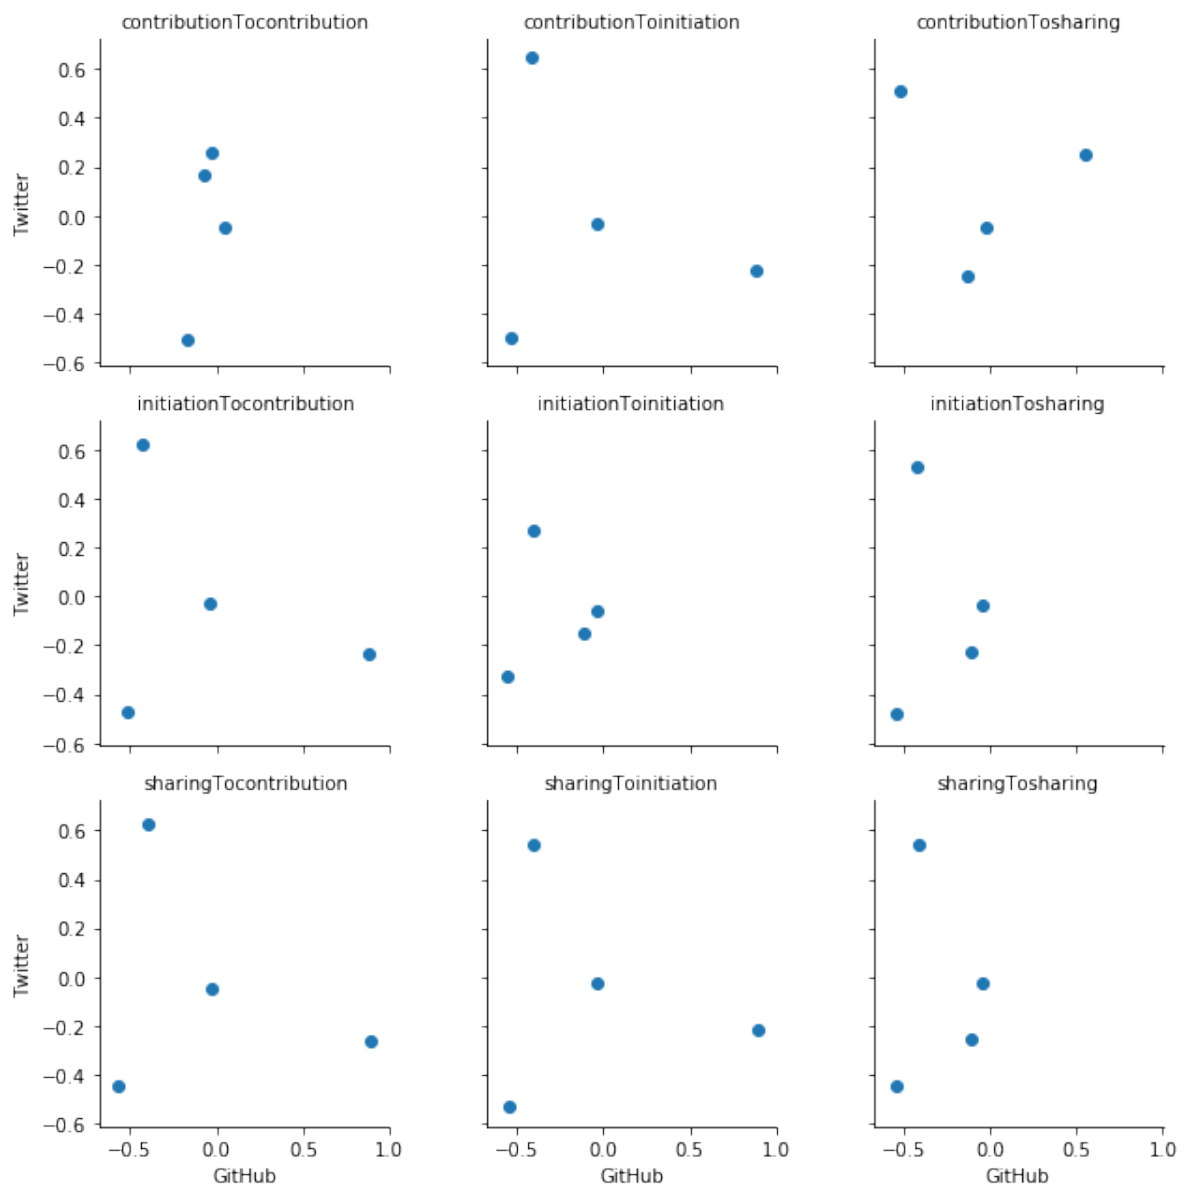 contributionTocontribution contributionToinitiation contributionTosharing
0.6
0.4
0.2
0.0
−0.2
−0.4
−0.6
Twitter
initiationTocontribution initiationToinitiation initiationTosharing
0.6
0.4
0.2
0.0
−0.2
−0.4
−0.6
Twitter
sharingTocontribution sharingToinitiation sharingTosharing
0.6
0.4
0.2
0.0
−0.2
−0.4
−0.6
Twitter
−0.5 0.0 0.5 1.0 −0.5 0.0 0.5 1.0 −0.5 0.0 0.5 1.0
GitHub GitHub GitHub